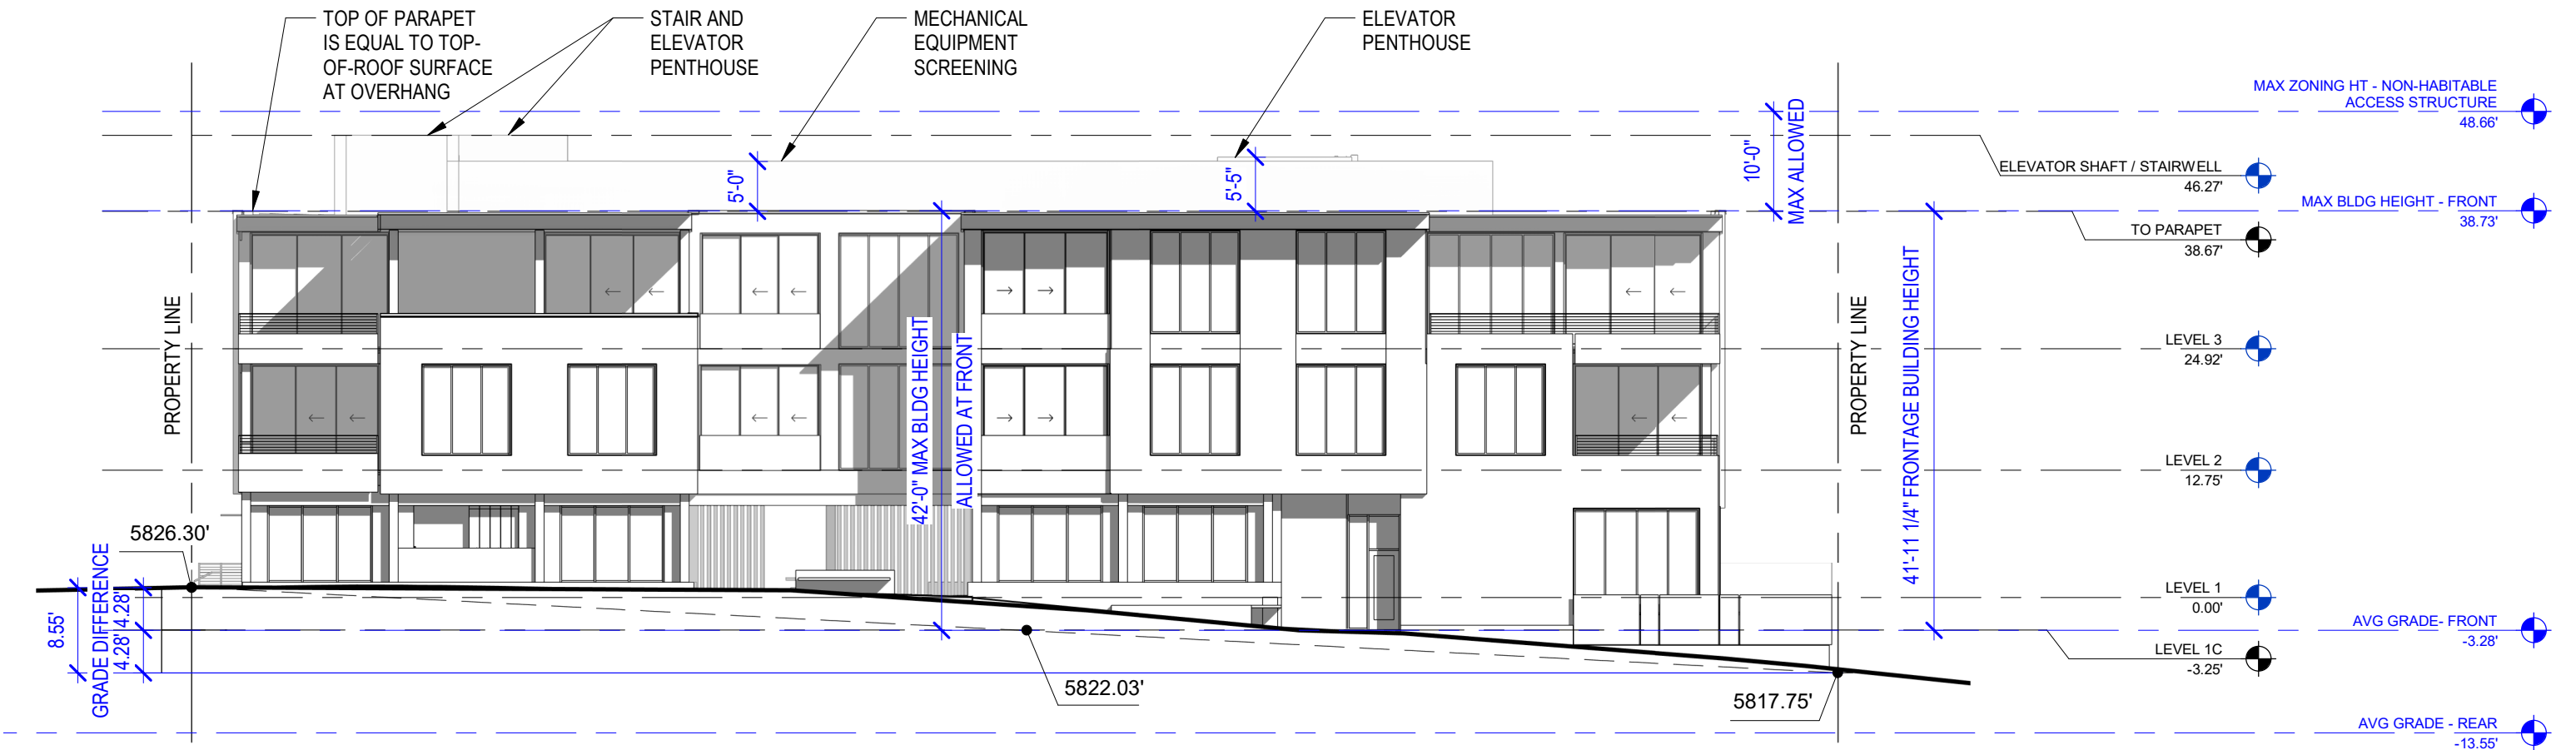 TOP OF PARAPET
IS EQUAL TO TOP-
OF-ROOF SURFACE
AT OVERHANG
STAIR AND
ELEVATOR
PENTHOUSE
MECHANICAL
EQUIPMENT
SCREENING
ELEVATOR
PENTHOUSE
MAX ZONING HT - NON-HABITABLE
ACCESS STRUCTURE
48.66'
ELEVATOR SHAFT / STAIRWELL
46.27'
MAX BLDG HEIGHT - FRONT
38.73'
TO PARAPET
38.67'
LEVEL 3
24.92'
LEVEL 2
12.75'
LEVEL 1
0.00'
AVG GRADE- FRONT
-3.28'
LEVEL 1C
-3.25'
AVG GRADE - REAR
-13.55'
5'-0"
5'-5"
10'-0"
MAX ALLOWED
PROPERTY LINE
42'-0" MAX BLDG HEIGHT
ALLOWED AT FRONT
PROPERTY LINE
41'-11 1/4" FRONTAGE BUILDING HEIGHT
5826.30'
8.55'
GRADE DIFFERENCE
4.28'
4.28'
5822.03'
5817.75'